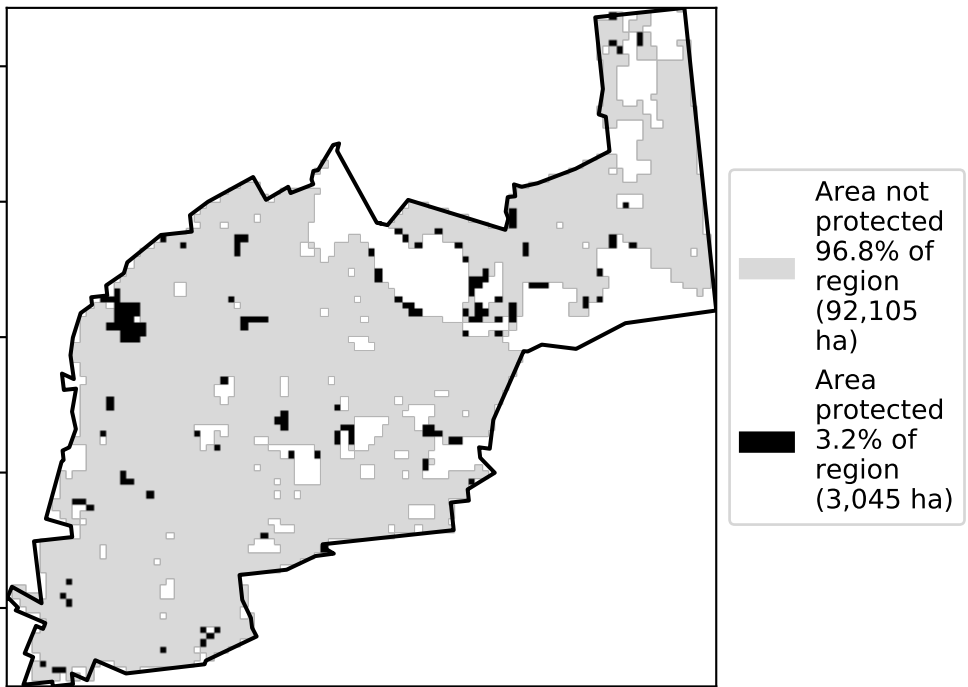 Area not
protected
96.8% of
region
(92,105
ha)
Area
protected
3.2% of
region
(3,045 ha)